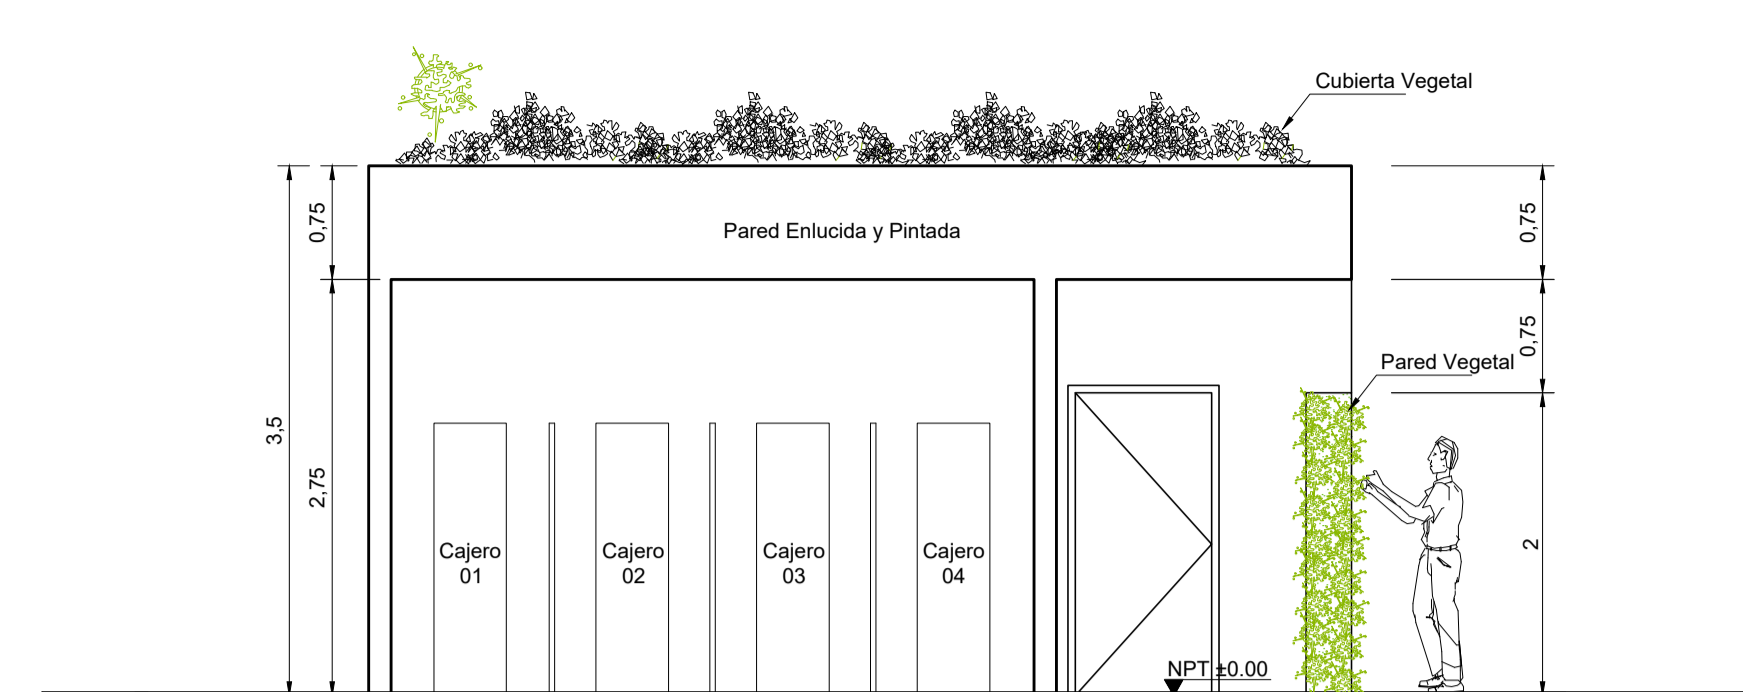 Cubierta Vegetal
0,75
Pared Enlucida y Pintada
0,75
0,75
Pared Vegetal
3,5
2,75
2
Cajero
01
Cajero
02
Cajero
03
Cajero
04
NPT ±0.00